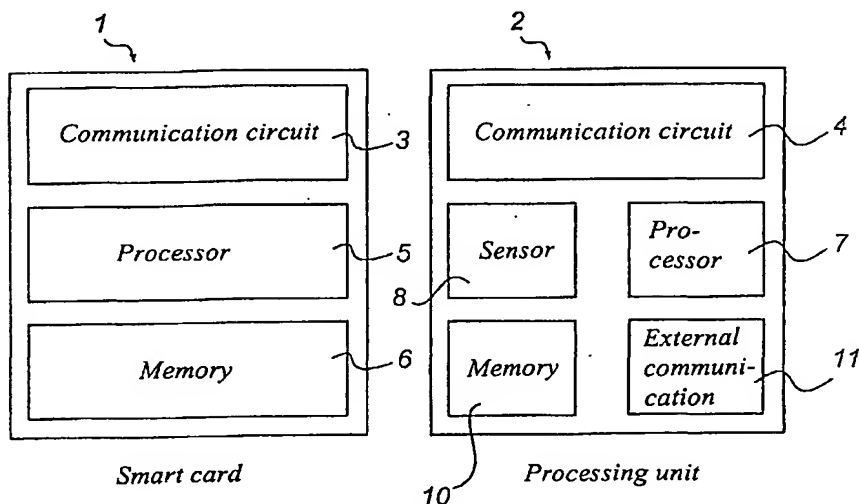 1
2
Communication circuit
3
Communication circuit
4
Processor
5
Sensor
8
Pro-
cessor
7
Memory
6
Memory
10
External
communi-
cation
11
Smart card
Processing unit